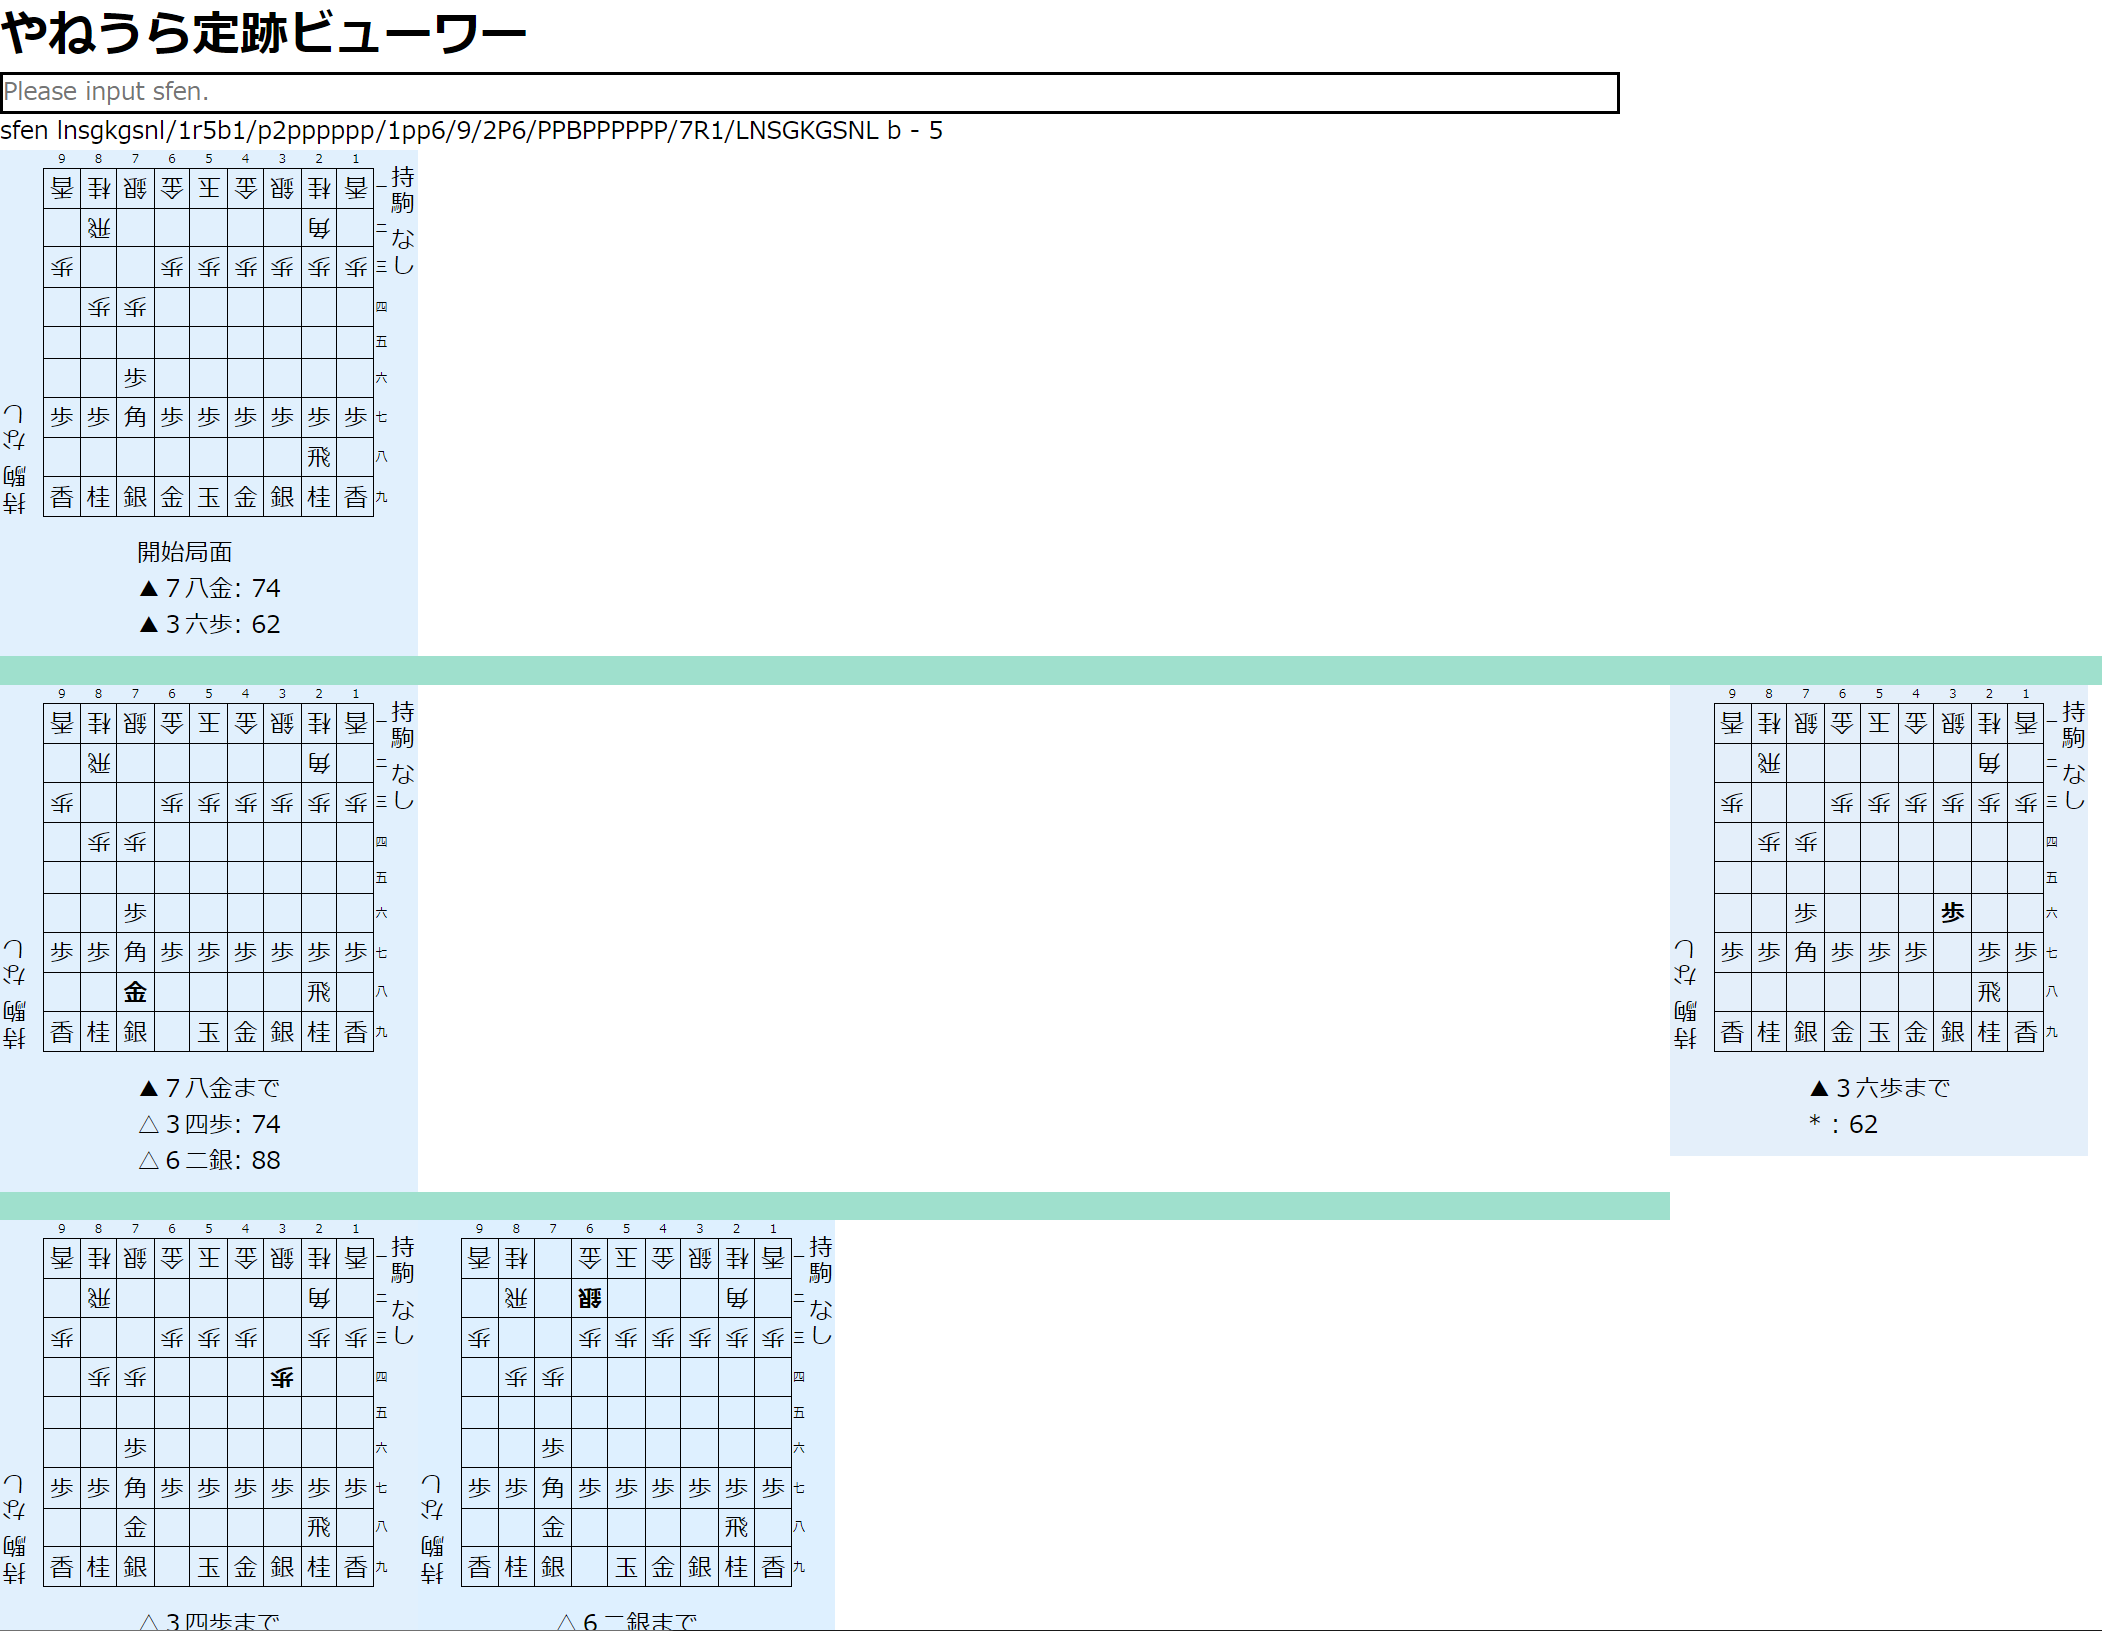 やねうら定跡ビューワー
Please input sfen.
sfen lnsgkgsnl/1r5b1/p2pppppp/1pp6/9/2P6/PPBPPPPPP/7R1/LNSGKGSNL b - 5
9 8 7 6 5 4 3 2 1
香 桂 銀 金 王 金 銀 桂 香 一
飛 角 二
歩 歩 歩 歩 歩 歩 歩 三
歩 歩 四
五
歩 六
歩 歩 角 歩 歩 歩 歩 歩 歩 七
飛 八
香 桂 銀 金 玉 金 銀 桂 香 九
持駒 なし
持駒 なし
開始局面
▲7八金: 74
▲3六歩: 62
9 8 7 6 5 4 3 2 1
香 桂 銀 金 王 金 銀 桂 香 一
飛 角 二
歩 歩 歩 歩 歩 歩 歩 三
歩 歩 四
五
歩 六
歩 歩 角 歩 歩 歩 歩 歩 歩 七
金 飛 八
香 桂 銀 玉 金 銀 桂 香 九
持駒 なし
持駒 なし
▲7八金まで
△3四歩: 74
△6二銀: 88
9 8 7 6 5 4 3 2 1
香 桂 銀 金 王 金 銀 桂 香 一
飛 角 二
歩 歩 歩 歩 歩 歩 歩 三
歩 歩 四
五
歩 歩 六
歩 歩 角 歩 歩 歩 歩 歩 七
飛 八
香 桂 銀 金 玉 金 銀 桂 香 九
持駒 なし
持駒 なし
▲3六歩まで
* : 62
9 8 7 6 5 4 3 2 1
香 桂 銀 金 王 金 銀 桂 香 一
飛 角 二
歩 歩 歩 歩 歩 歩 三
歩 歩 歩 四
五
歩 六
歩 歩 角 歩 歩 歩 歩 歩 歩 七
金 飛 八
香 桂 銀 玉 金 銀 桂 香 九
持駒 なし
持駒 なし
△3四歩まで
9 8 7 6 5 4 3 2 1
香 桂 金 王 金 銀 桂 香 一
飛 銀 角 二
歩 歩 歩 歩 歩 歩 歩 三
歩 歩 四
五
歩 六
歩 歩 角 歩 歩 歩 歩 歩 歩 七
金 飛 八
香 桂 銀 玉 金 銀 桂 香 九
持駒 なし
持駒 なし
△6二銀まで